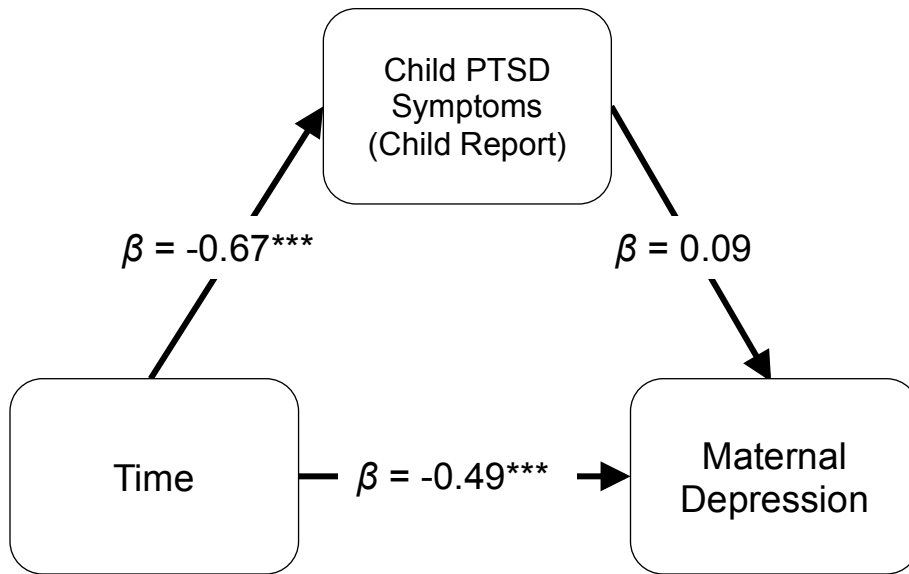 Child PTSD
Symptoms
(Child Report)
β = -0.67***
β = 0.09
Time
β = -0.49***
Maternal
Depression